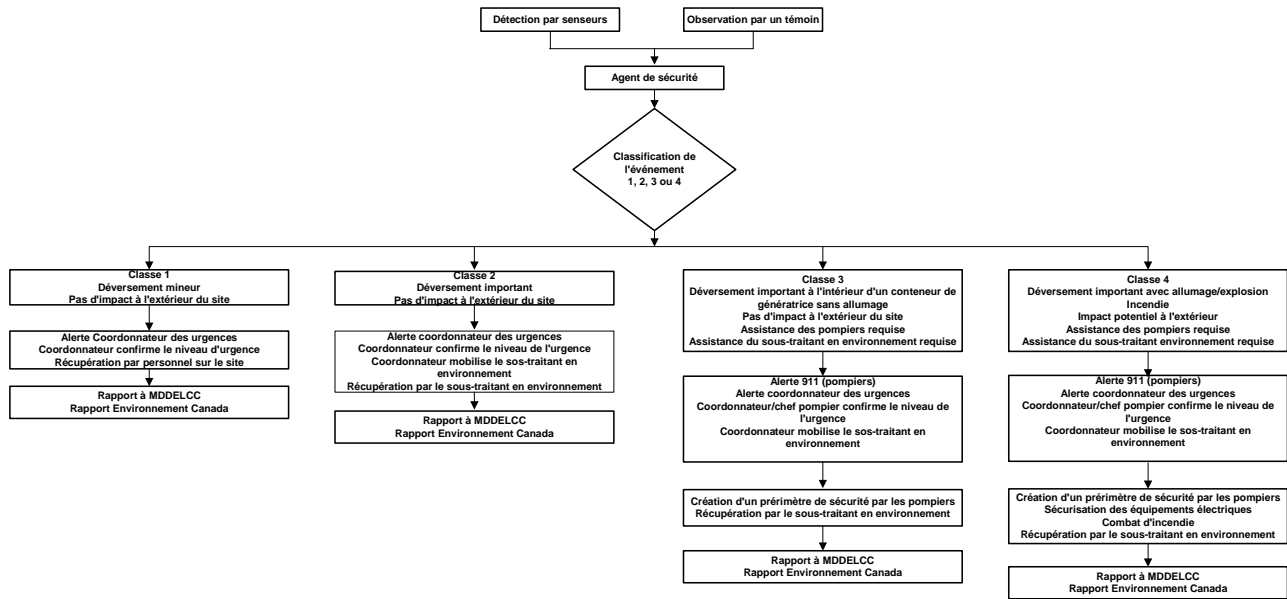 Détection par senseurs
Observation par un témoin
Agent de sécurité
Classification de
l'événement
1, 2, 3 ou 4
Classe 1
Déversement mineur
Pas d'impact à l'extérieur du site
Alerte Coordonnateur des urgences
Coordonnateur confirme le niveau d'urgence
Récupération par personnel sur le site
Rapport à MDDELCC
Rapport Environnement Canada
Classe 2
Déversement important
Pas d'impact à l'extérieur du site
Alerte coordonnateur des urgences
Coordonnateur confirme le niveau de l'urgence
Coordonnateur mobilise le sos-traitant en
environnement
Récupération par le sous-traitant en environnement
Rapport à MDDELCC
Rapport Environnement Canada
Classe 3
Déversement important à l'intériur d'un conteneur de
génératrice sans allumage
Pas d'impact à l'extérieur du site
Assistance des pompiers requise
Assistance du sous-traitant en environnement requise
Alerte 911 (pompiers)
Alerte coordonnateur des urgences
Coordonnateur/chef pompier confirme le niveau de
l'urgence
Coordonnateur mobilise le sos-traitant en
environnement
Création d'un prérimètre de sécurité par les pompiers
Récupération par le sous-traitant en environnement
Rapport à MDDELCC
Rapport Environnement Canada
Classe 4
Déversement important avec allumage/explosion
Incendie
Impact potentiel à l'extérieur
Assistance des pompiers requise
Assistance du sous-traitant environnement requise
Alerte 911 (pompiers)
Alerte coordonnateur des urgences
Coordonnateur/chef pompier confirme le niveau de
l'urgence
Coordonnateur mobilise le sos-traitant en
environnement
Création d'un prérimètre de sécurité par les pompiers
Sécurisation des équipements électriques
Combat d'incendie
Récupération par le sous-traitant en environnement
Rapport à MDDELCC
Rapport Environnement Canada